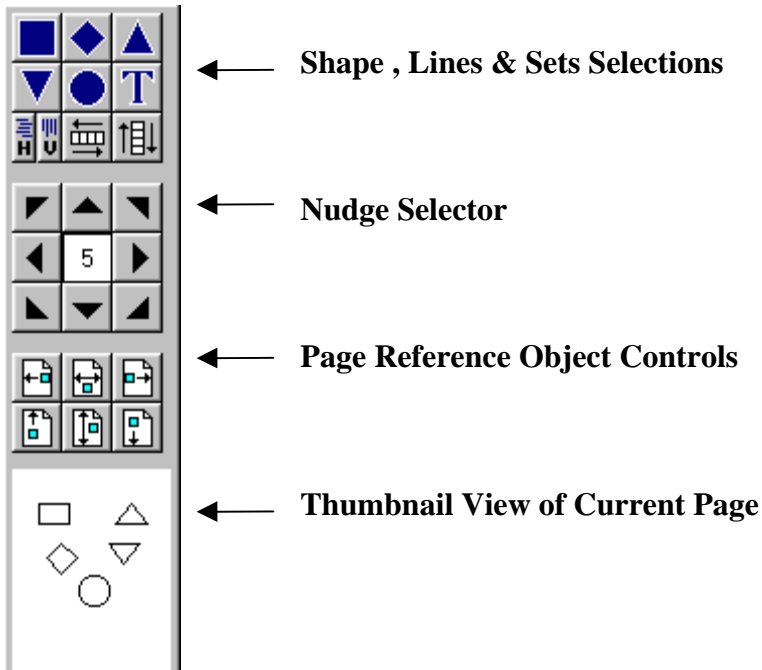 Shape , Lines & Sets Selections
T
H V
Nudge Selector
5
Page Reference Object Controls
Thumbnail View of Current Page